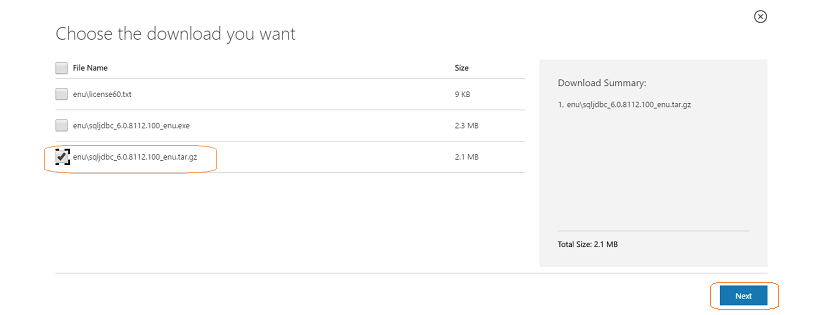 Choose the download you want
File Name Size
enu\license60.txt 9 KB
enu\sqljdbc_6.0.8112.100_enu.exe 2.3 MB
enu\sqljdbc_6.0.8112.100_enu.tar.gz 2.1 MB
Download Summary:
1. enu\sqljdbc_6.0.8112.100_enu.tar.gz
Total Size: 2.1 MB
Next